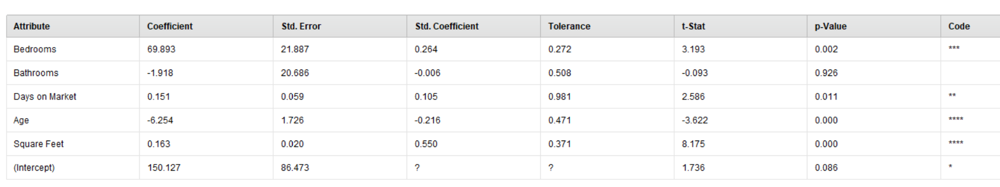 Attribute Coefficient Std. Error Std. Coefficient Tolerance t-Stat p-Value Code
Bedrooms 69.893 21.887 0.264 0.272 3.193 0.002 ***
Bathrooms -1.918 20.686 -0.006 0.508 -0.093 0.926
Days on Market 0.151 0.059 0.105 0.981 2.586 0.011 **
Age -6.254 1.726 -0.216 0.471 -3.622 0.000 ****
Square Feet 0.163 0.020 0.550 0.371 8.175 0.000 ****
(Intercept) 150.127 86.473 ? ? 1.736 0.086 *